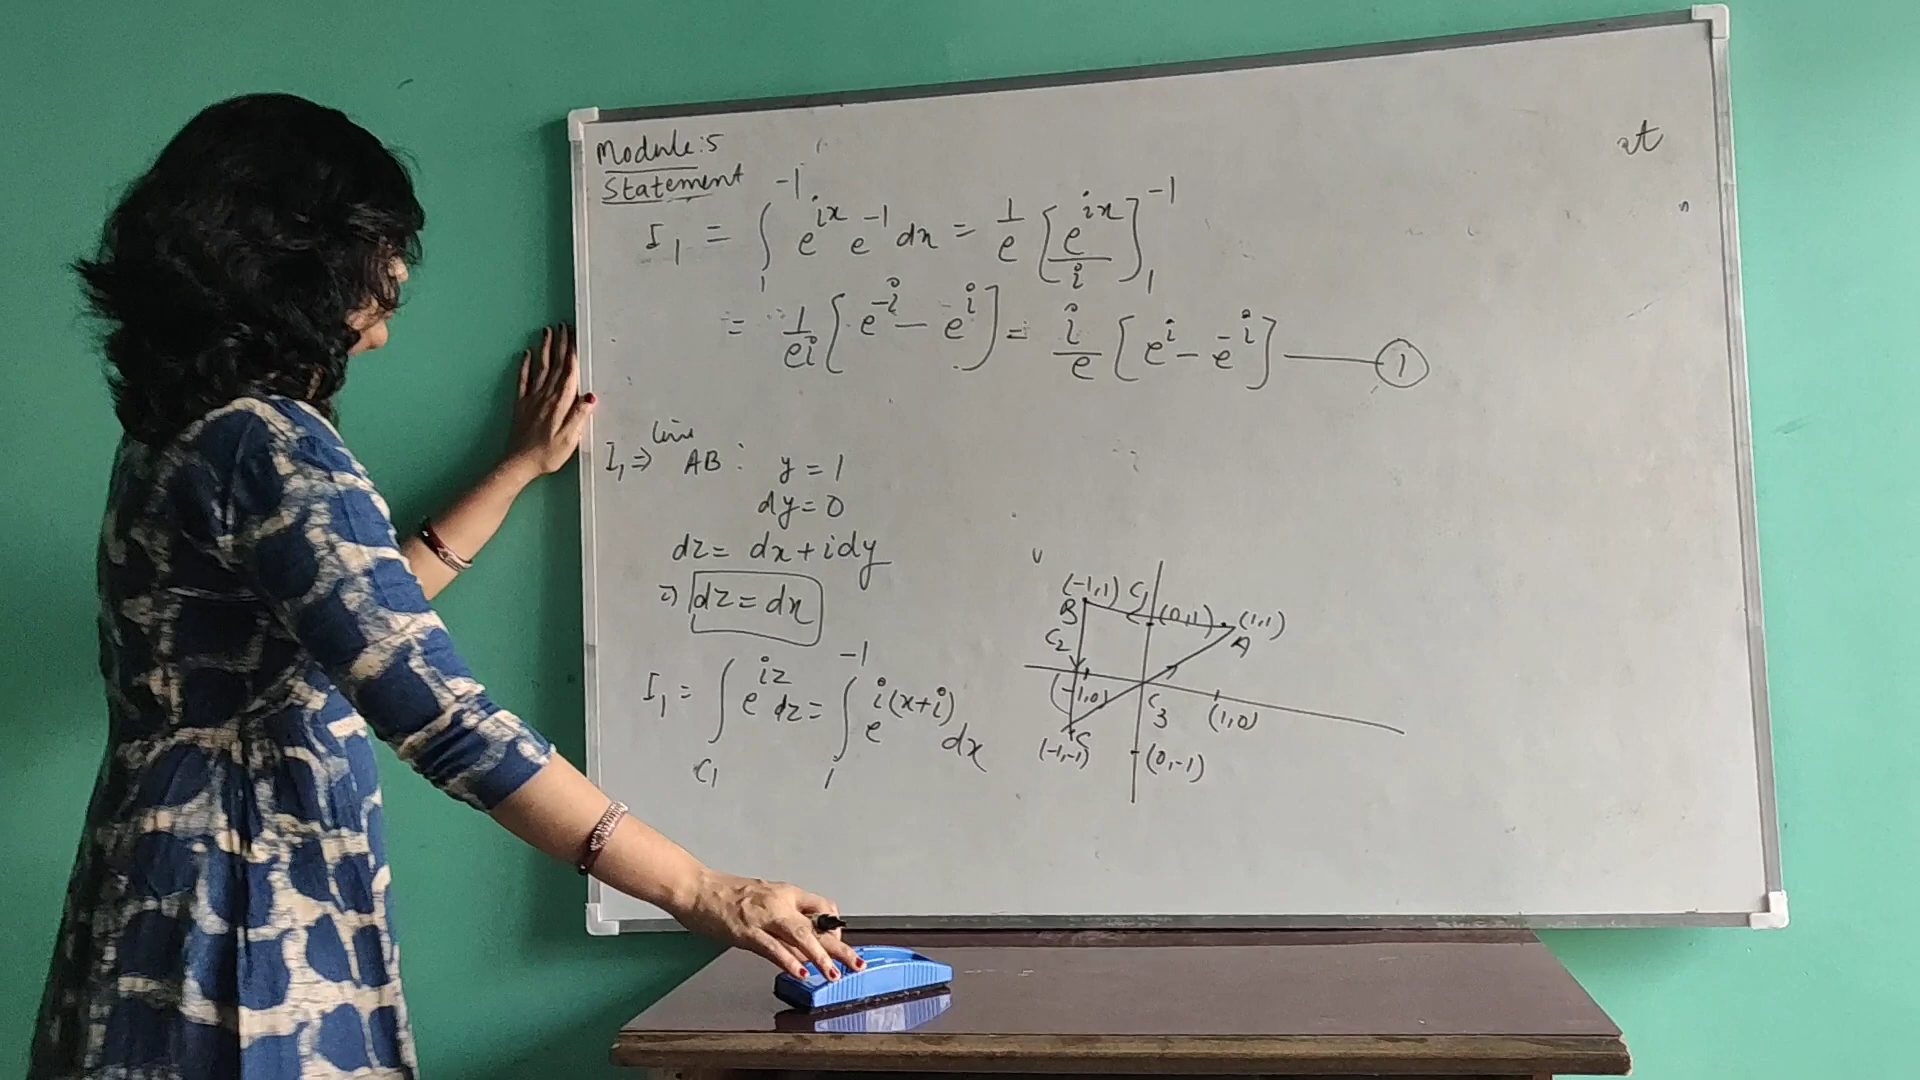 Module:5
Statement
at
I₁ = ∫₁⁻¹ e^{ix} e^{-1} dx = 1/e [e^{ix}/i]₁⁻¹
= 1/ei [e^{-i} - e^{i}] = i/e [e^{i} - e^{-i}] —— ①
I₁ ⇒ line AB : y = 1
dy = 0
dz = dx + idy
⇒ dz = dx
I₁ = ∫_{C₁} e^{iz} dz = ∫₁⁻¹ e^{i(x+i)} dx
(-1,1) C₁
B (0,1) (1,1)
C₂ A
(-1,0) C₃ (1,0)
C
(-1,-1) (0,-1)